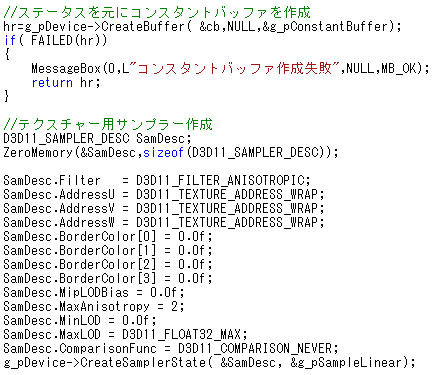 //ステータスを元にコンスタントバッファを作成
hr=g_pDevice->CreateBuffer( &cb,NULL,&g_pConstantBuffer);
if( FAILED(hr))
{
    MessageBox(0,L"コンスタントバッファ作成失敗",NULL,MB_OK);
    return hr;
}
//テクスチャー用サンプラー作成
D3D11_SAMPLER_DESC SamDesc;
ZeroMemory(&SamDesc,sizeof(D3D11_SAMPLER_DESC));
SamDesc.Filter   = D3D11_FILTER_ANISOTROPIC;
SamDesc.AddressU = D3D11_TEXTURE_ADDRESS_WRAP;
SamDesc.AddressV = D3D11_TEXTURE_ADDRESS_WRAP;
SamDesc.AddressW = D3D11_TEXTURE_ADDRESS_WRAP;
SamDesc.BorderColor[0] = 0.0f;
SamDesc.BorderColor[1] = 0.0f;
SamDesc.BorderColor[2] = 0.0f;
SamDesc.BorderColor[3] = 0.0f;
SamDesc.MipLODBias = 0.0f;
SamDesc.MaxAnisotropy = 2;
SamDesc.MinLOD = 0.0f;
SamDesc.MaxLOD = D3D11_FLOAT32_MAX;
SamDesc.ComparisonFunc = D3D11_COMPARISON_NEVER;
g_pDevice->CreateSamplerState( &SamDesc, &g_pSampleLinear);